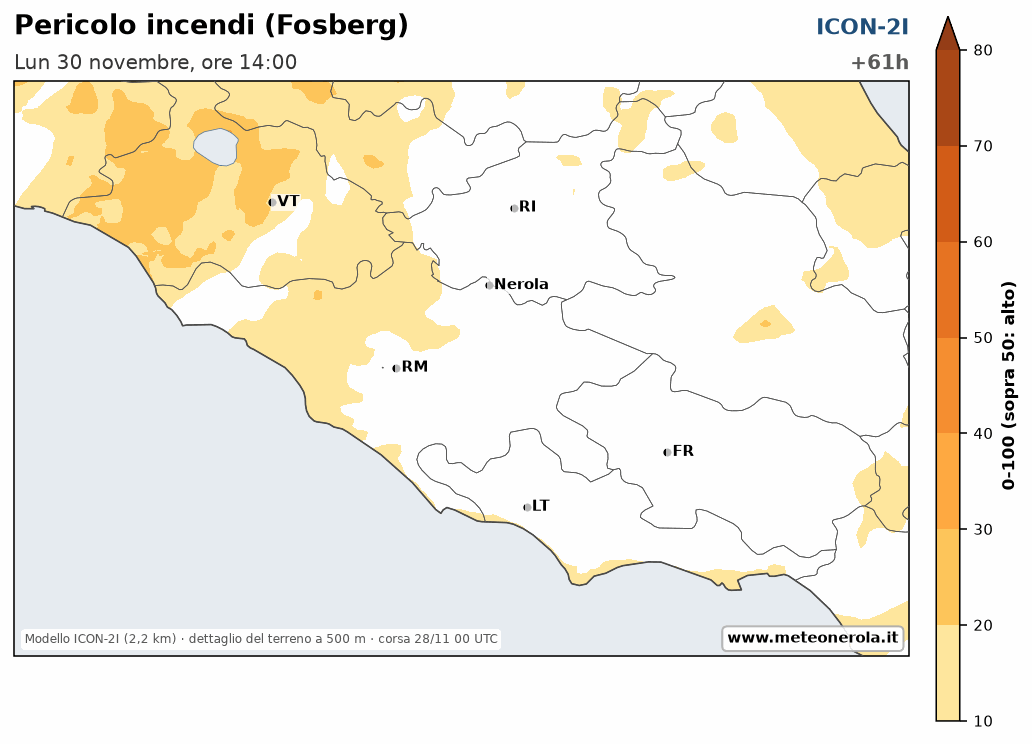 Pericolo incendi (Fosberg)
ICON-2I
Lun 30 novembre, ore 14:00
+61h
VT
RI
Nerola
RM
FR
LT
Modello ICON-2I (2,2 km) · dettaglio del terreno a 500 m · corsa 28/11 00 UTC
www.meteonerola.it
80
70
60
50
40
30
20
10
0-100 (sopra 50: alto)